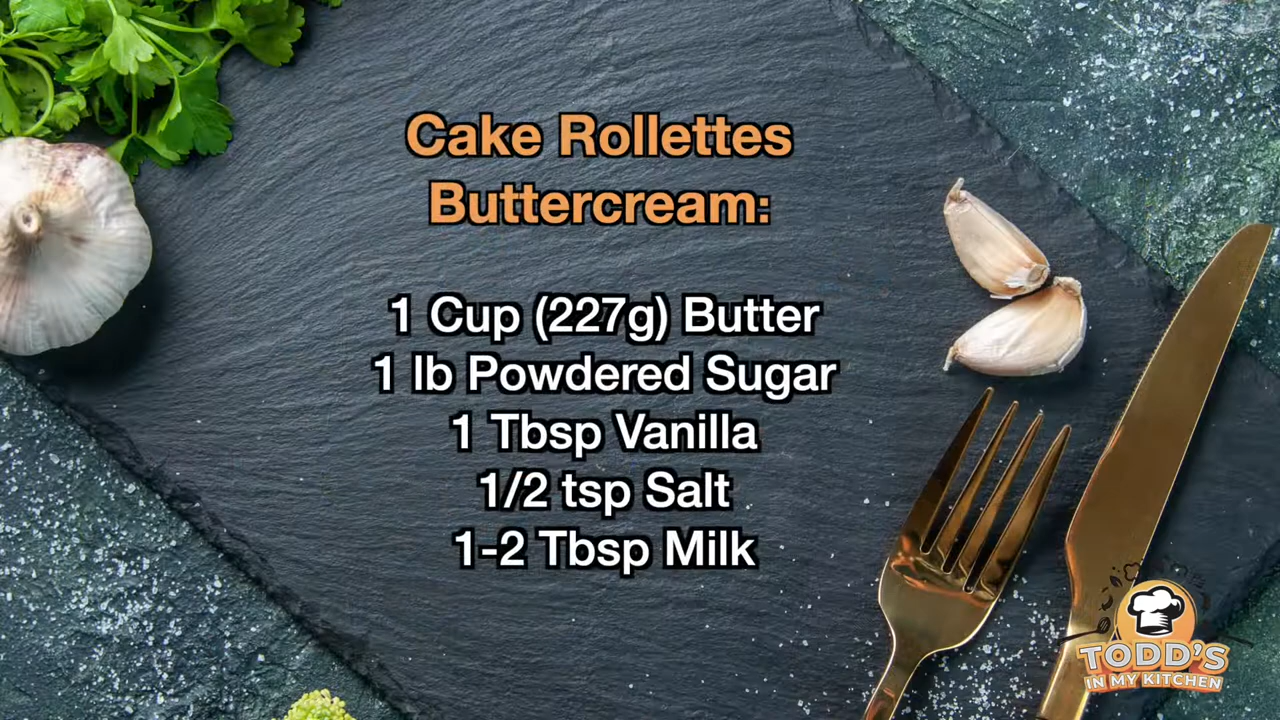 Cake Rollettes
Buttercream:
1 Cup (227g) Butter
1 lb Powdered Sugar
1 Tbsp Vanilla
1/2 tsp Salt
1-2 Tbsp Milk
TODD'S
IN MY KITCHEN